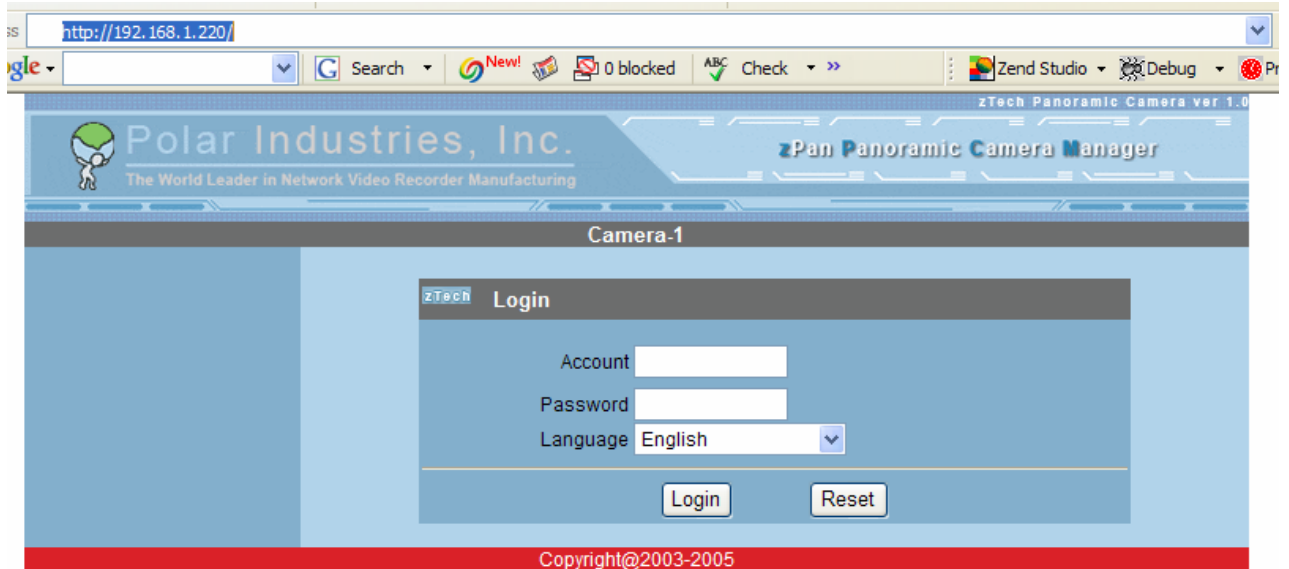 ss http://192.168.1.220/
gle Search New! 0 blocked ABC Check » Zend Studio Debug Pr
zTech Panoramic Camera ver 1.0
Polar Industries, Inc.
zPan Panoramic Camera Manager
The World Leader in Network Video Recorder Manufacturing
Camera-1
zTech Login
Account
Password
Language English
Login Reset
Copyright@2003-2005